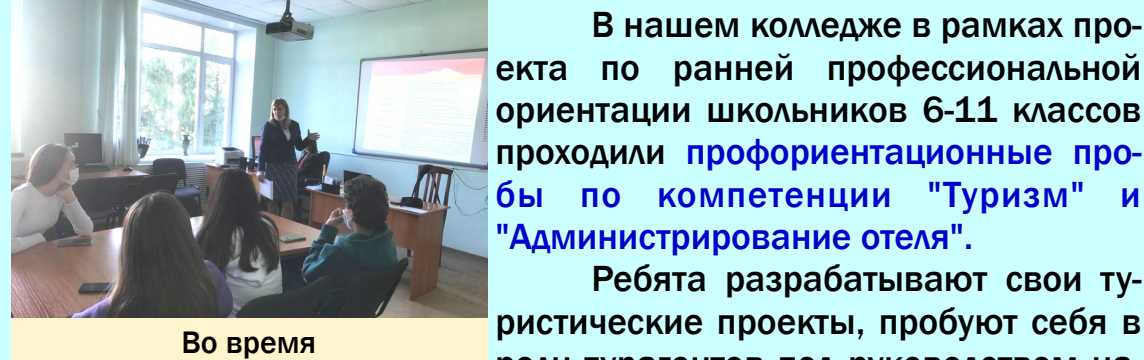 В нашем колледже в рамках про-
екта по ранней профессиональной
ориентации школьников 6-11 классов
проходили профориентационные про-
бы по компетенции "Туризм" и
"Администрирование отеля".
Ребята разрабатывают свои ту-
ристические проекты, пробуют себя в
Во время